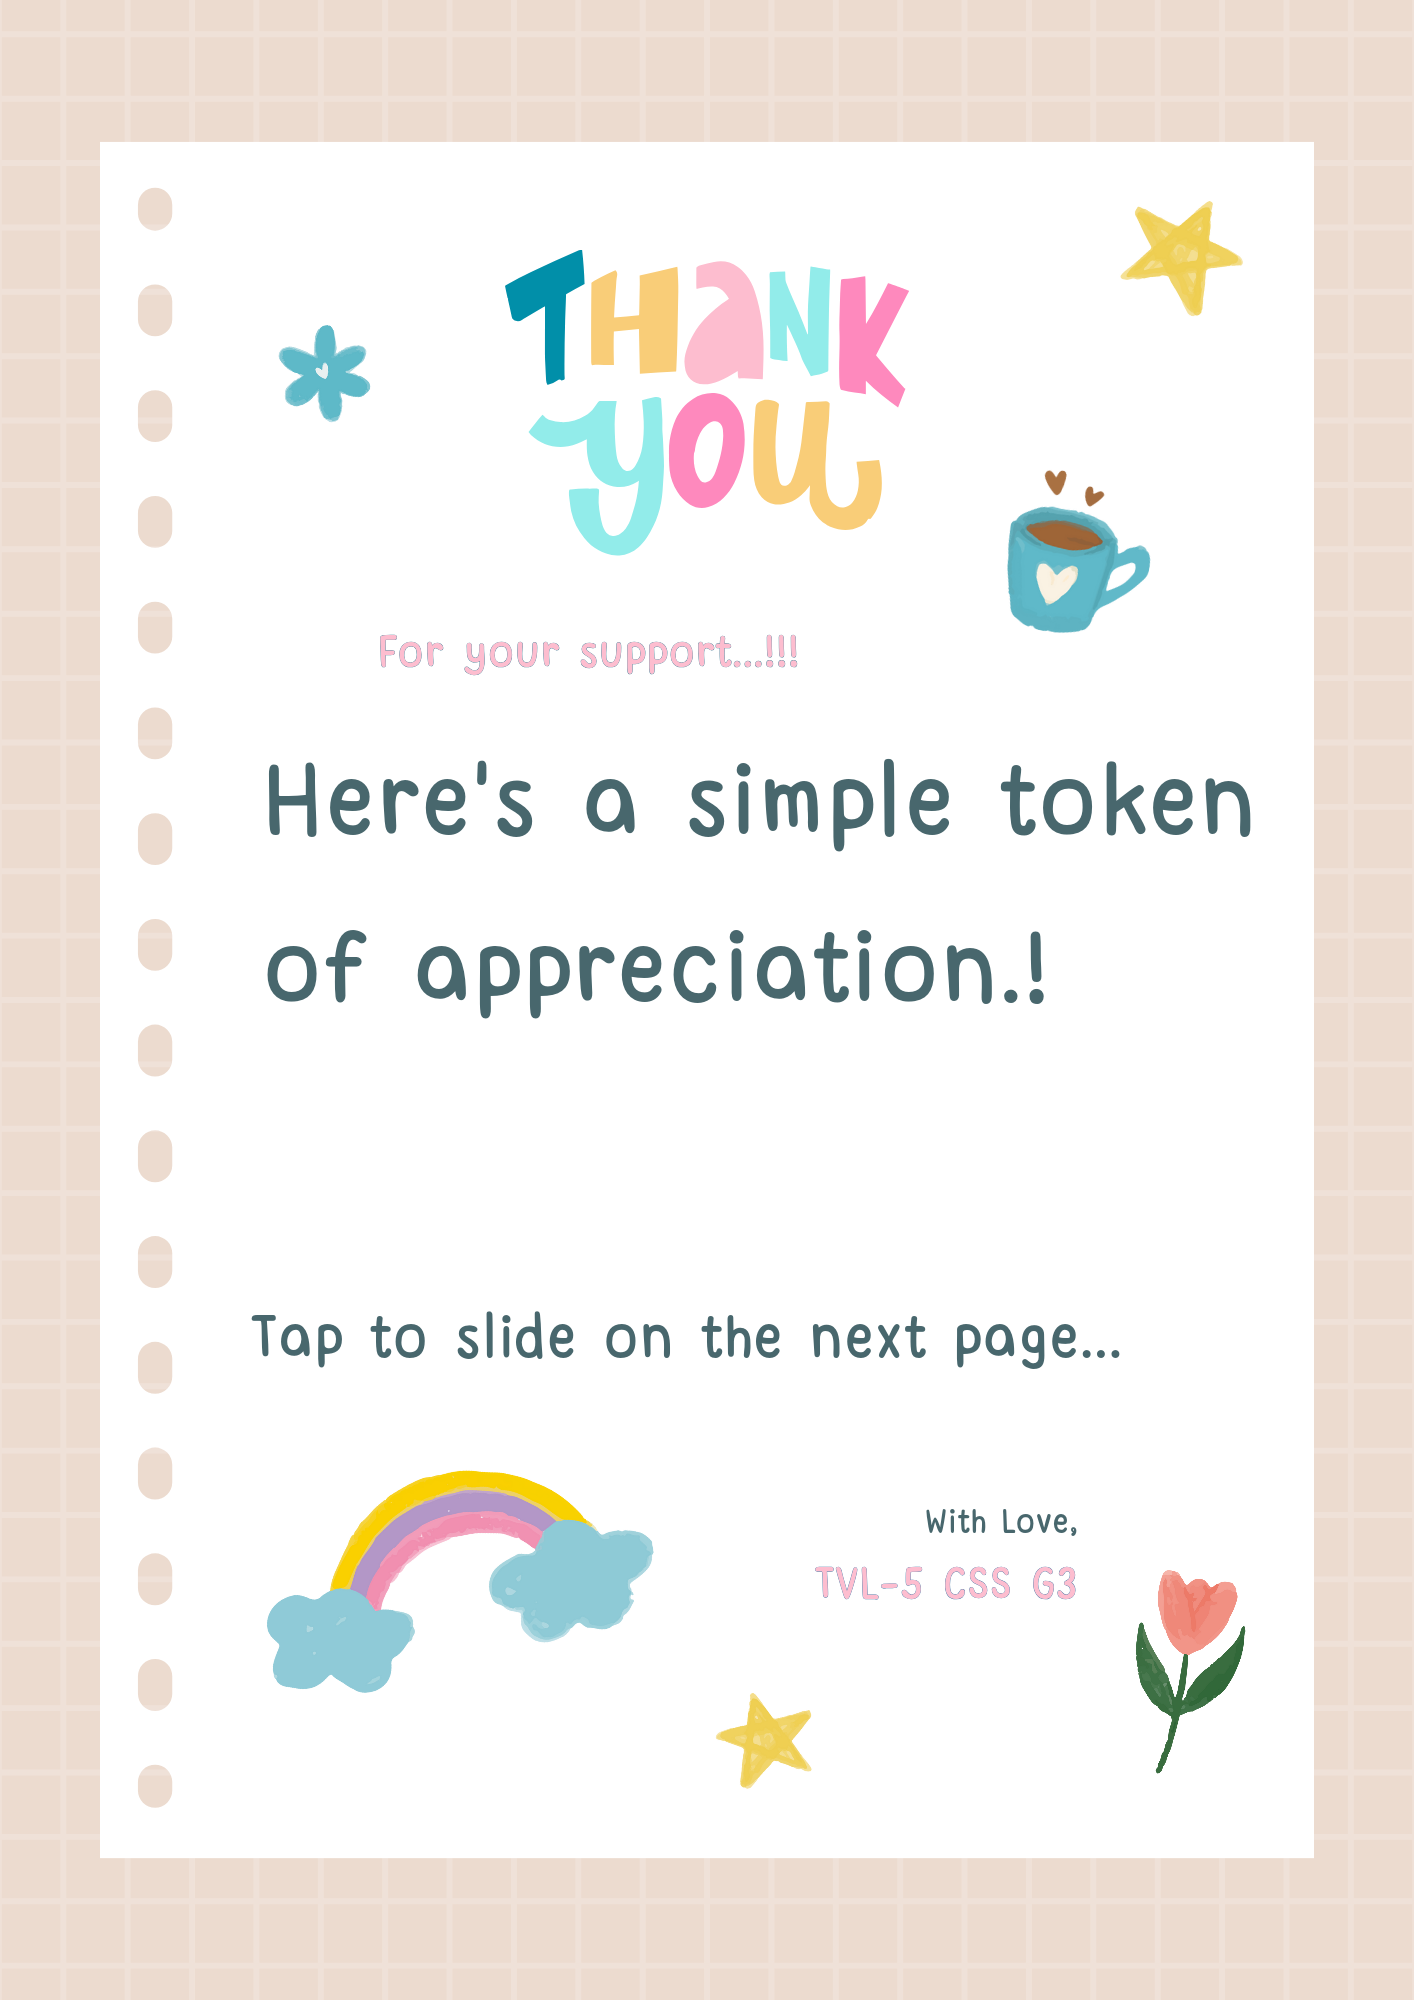 THANK
YOU
For your support...!!!
Here's a simple token
of appreciation.!
Tap to slide on the next page...
With Love,
TVL-5 CSS G3